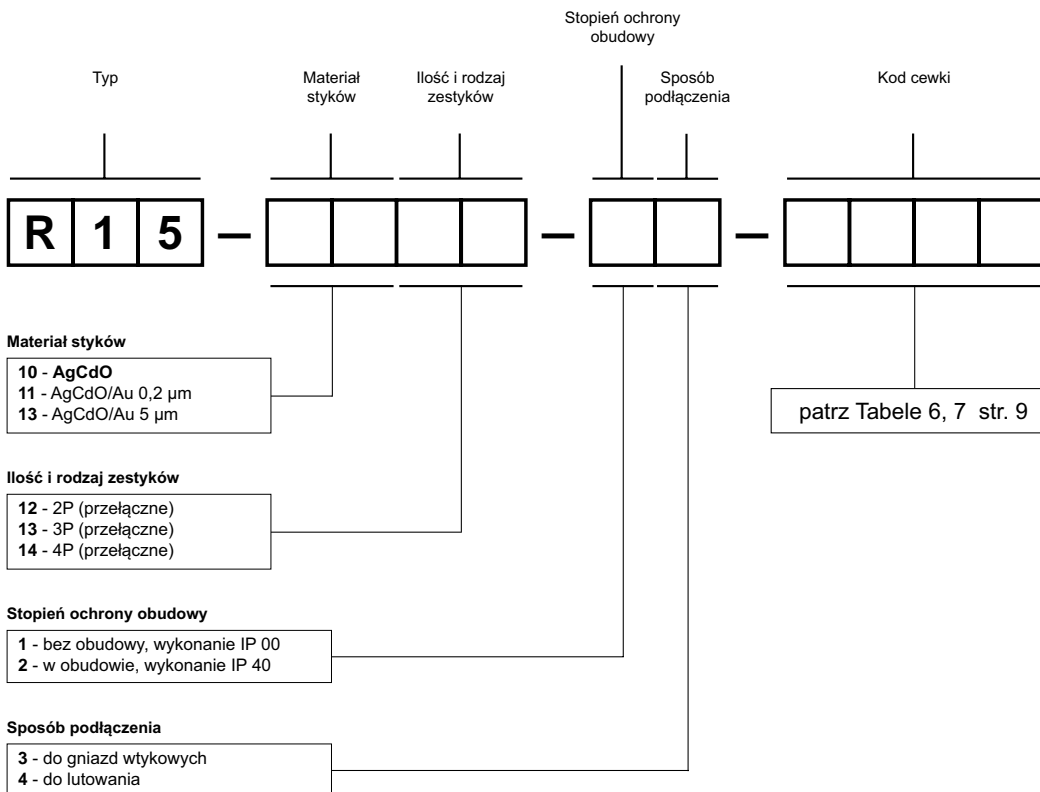 Stopień ochrony
obudowy
Typ
Materiał
styków
Ilość i rodzaj
zestyków
Sposób
podłączenia
Kod cewki
R 1 5 – – –
Materiał styków
10 - AgCdO
11 - AgCdO/Au 0,2 µm
13 - AgCdO/Au 5 µm
patrz Tabele 6, 7 str. 9
Ilość i rodzaj zestyków
12 - 2P (przełączne)
13 - 3P (przełączne)
14 - 4P (przełączne)
Stopień ochrony obudowy
1 - bez obudowy, wykonanie IP 00
2 - w obudowie, wykonanie IP 40
Sposób podłączenia
3 - do gniazd wtykowych
4 - do lutowania